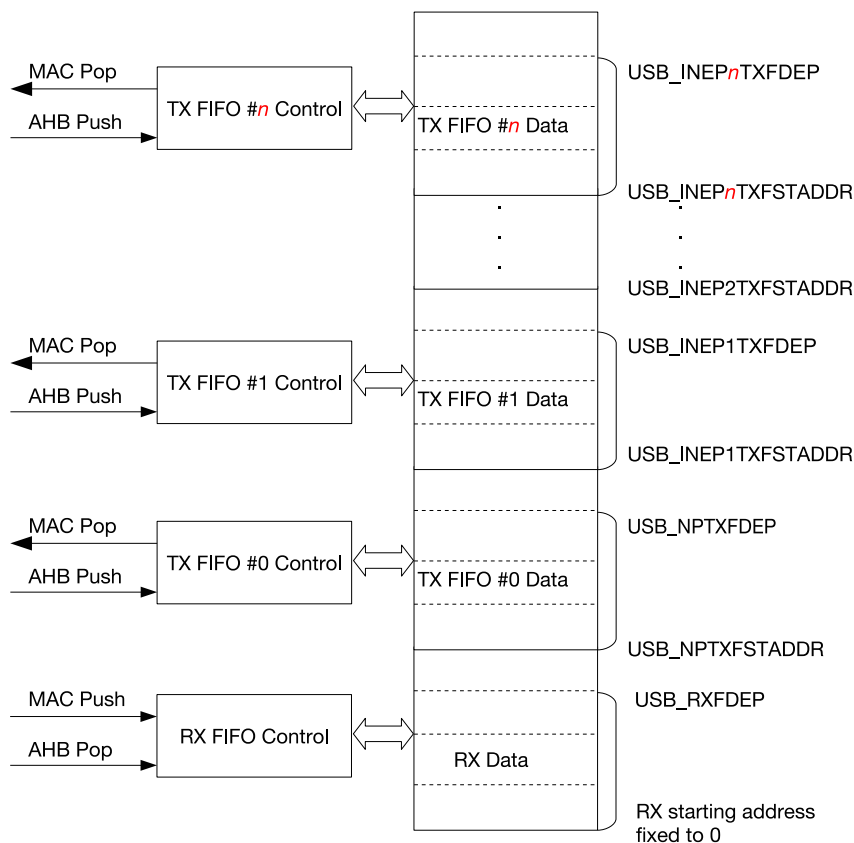 MAC Pop
AHB Push
TX FIFO #n Control
TX FIFO #n Data
USB_INEPnTXFDEP
USB_INEPnTXFSTADDR
USB_INEP2TXFSTADDR
MAC Pop
AHB Push
TX FIFO #1 Control
TX FIFO #1 Data
USB_INEP1TXFDEP
USB_INEP1TXFSTADDR
MAC Pop
AHB Push
TX FIFO #0 Control
TX FIFO #0 Data
USB_NPTXFDEP
USB_NPTXFSTADDR
MAC Push
AHB Pop
RX FIFO Control
RX Data
USB_RXFDEP
RX starting address
fixed to 0